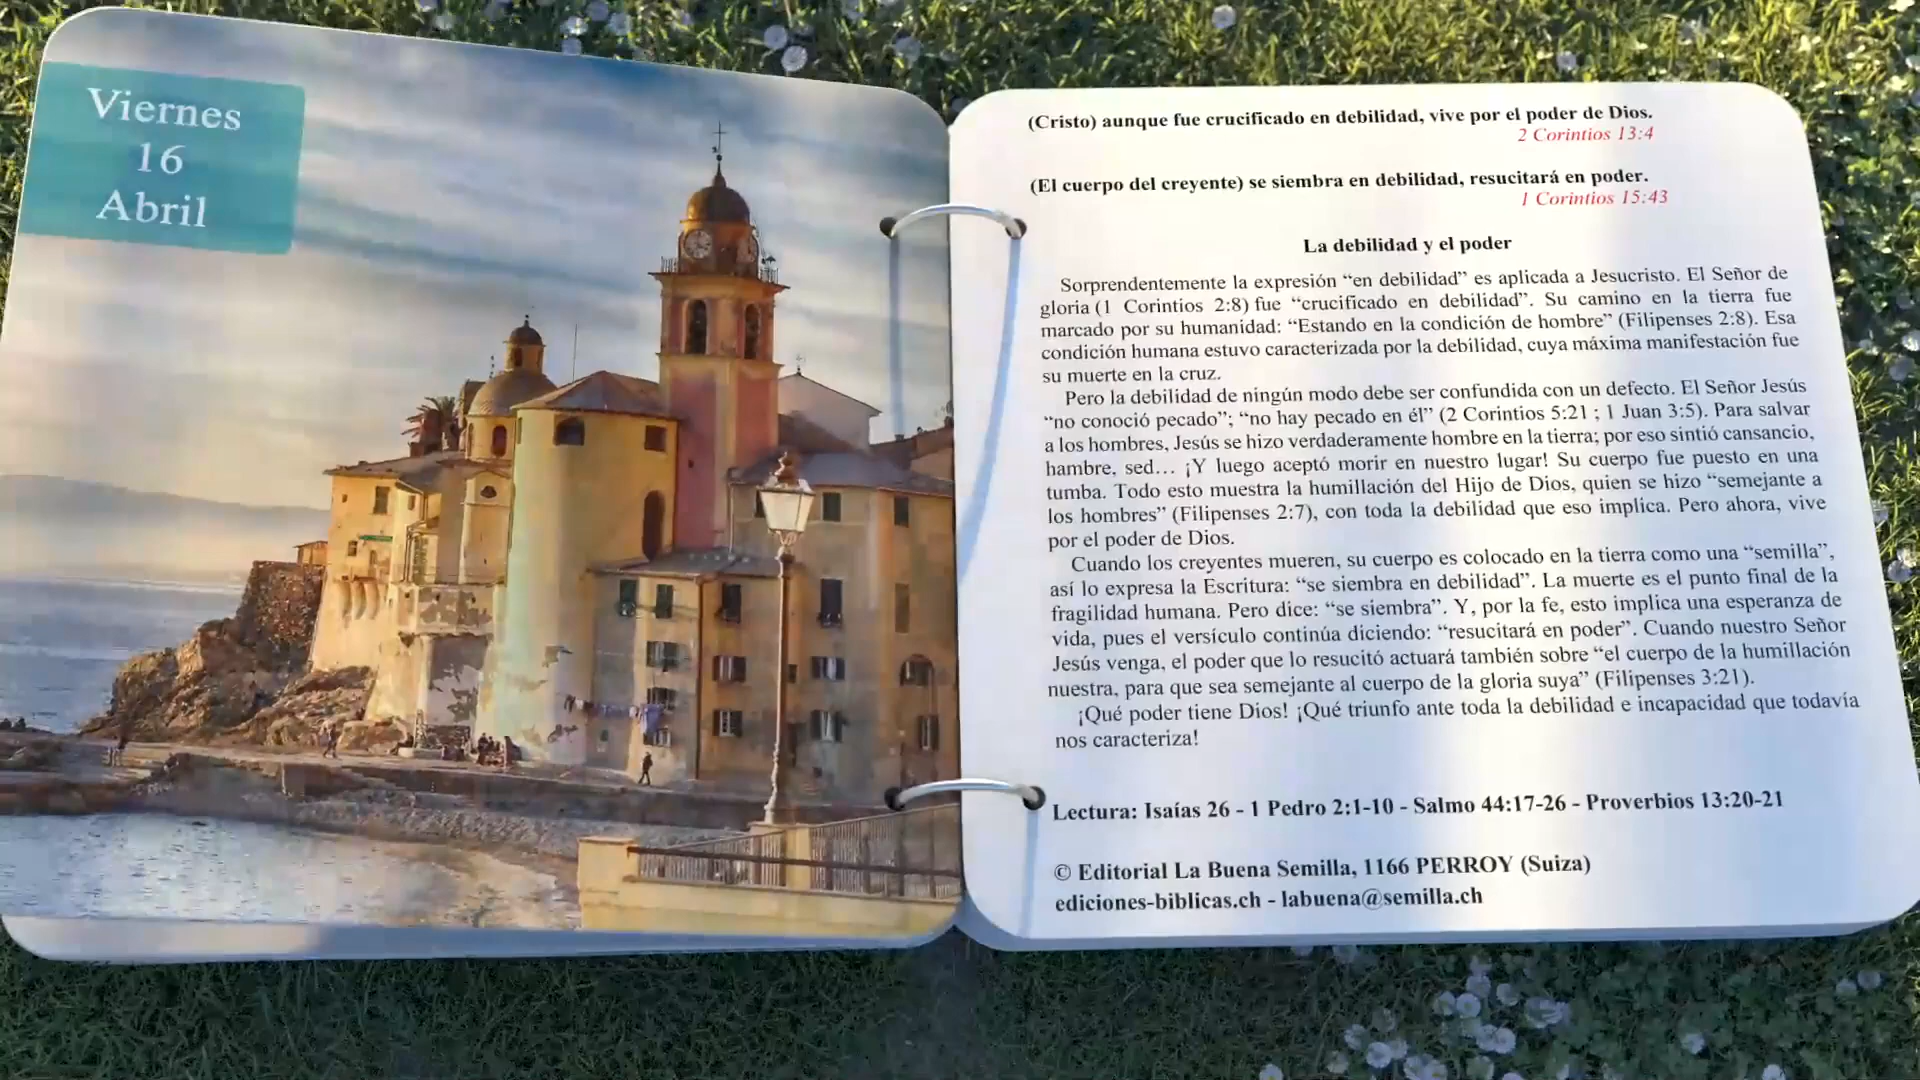 Viernes
16
Abril
(Cristo) aunque fue crucificado en debilidad, vive por el poder de Dios.
2 Corintios 13:4
(El cuerpo del creyente) se siembra en debilidad, resucitará en poder.
1 Corintios 15:43
La debilidad y el poder
Sorprendentemente la expresión “en debilidad” es aplicada a Jesucristo. El Señor de
gloria (1 Corintios 2:8) fue “crucificado en debilidad”. Su camino en la tierra fue
marcado por su humanidad: “Estando en la condición de hombre” (Filipenses 2:8). Esa
condición humana estuvo caracterizada por la debilidad, cuya máxima manifestación fue
su muerte en la cruz.
Pero la debilidad de ningún modo debe ser confundida con un defecto. El Señor Jesús
“no conoció pecado”; “no hay pecado en él” (2 Corintios 5:21 ; 1 Juan 3:5). Para salvar
a los hombres, Jesús se hizo verdaderamente hombre en la tierra; por eso sintió cansancio,
hambre, sed… ¡Y luego aceptó morir en nuestro lugar! Su cuerpo fue puesto en una
tumba. Todo esto muestra la humillación del Hijo de Dios, quien se hizo “semejante a
los hombres” (Filipenses 2:7), con toda la debilidad que eso implica. Pero ahora, vive
por el poder de Dios.
Cuando los creyentes mueren, su cuerpo es colocado en la tierra como una “semilla”,
así lo expresa la Escritura: “se siembra en debilidad”. La muerte es el punto final de la
fragilidad humana. Pero dice: “se siembra”. Y, por la fe, esto implica una esperanza de
vida, pues el versículo continúa diciendo: “resucitará en poder”. Cuando nuestro Señor
Jesús venga, el poder que lo resucitó actuará también sobre “el cuerpo de la humillación
nuestra, para que sea semejante al cuerpo de la gloria suya” (Filipenses 3:21).
¡Qué poder tiene Dios! ¡Qué triunfo ante toda la debilidad e incapacidad que todavía
nos caracteriza!
Lectura: Isaías 26 - 1 Pedro 2:1-10 - Salmo 44:17-26 - Proverbios 13:20-21
© Editorial La Buena Semilla, 1166 PERROY (Suiza)
ediciones-biblicas.ch - labuena@semilla.ch